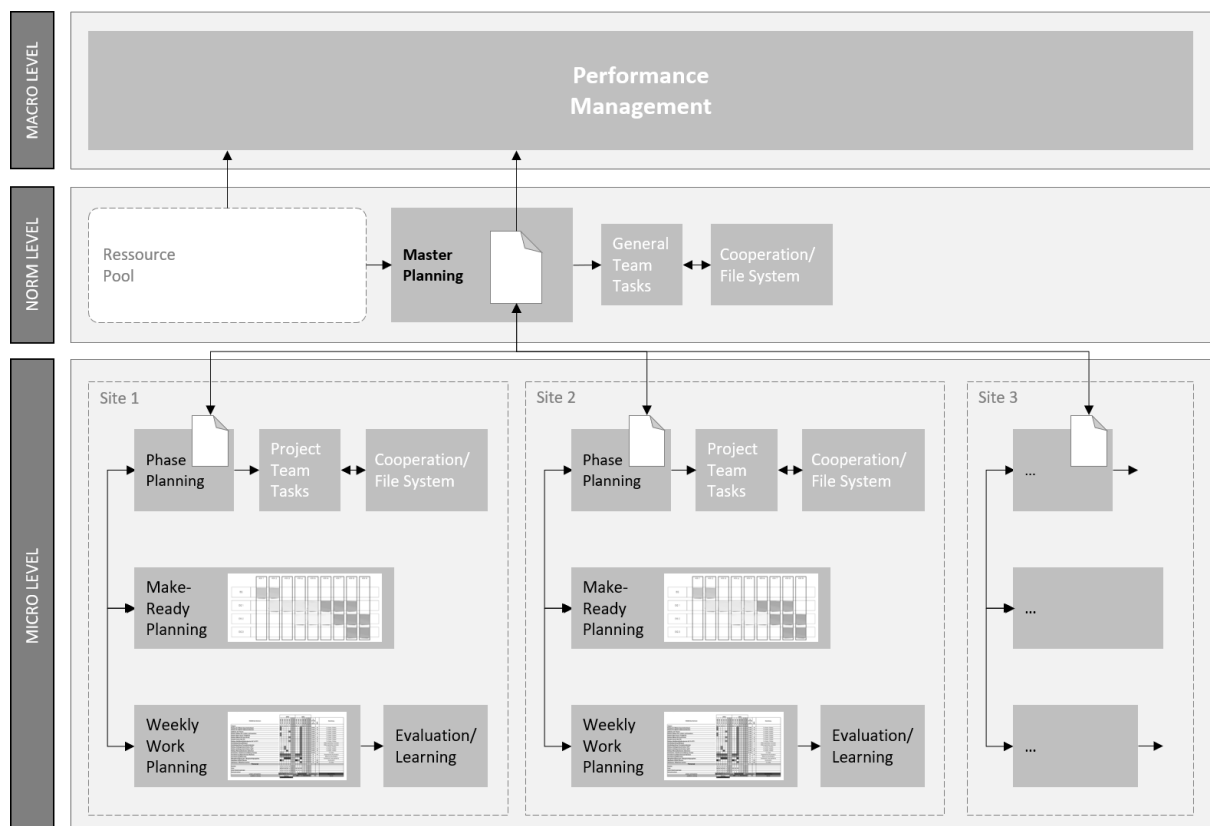 MACRO LEVEL
Performance
Management
NORM LEVEL
Ressource
Pool
Master
Planning
General
Team
Tasks
Cooperation/
File System
MICRO LEVEL
Site 1
Phase
Planning
Project
Team
Tasks
Cooperation/
File System
Make-
Ready
Planning
Weekly
Work
Planning
Evaluation/
Learning
Site 2
Phase
Planning
Project
Team
Tasks
Cooperation/
File System
Make-
Ready
Planning
Weekly
Work
Planning
Evaluation/
Learning
Site 3
...
...
...